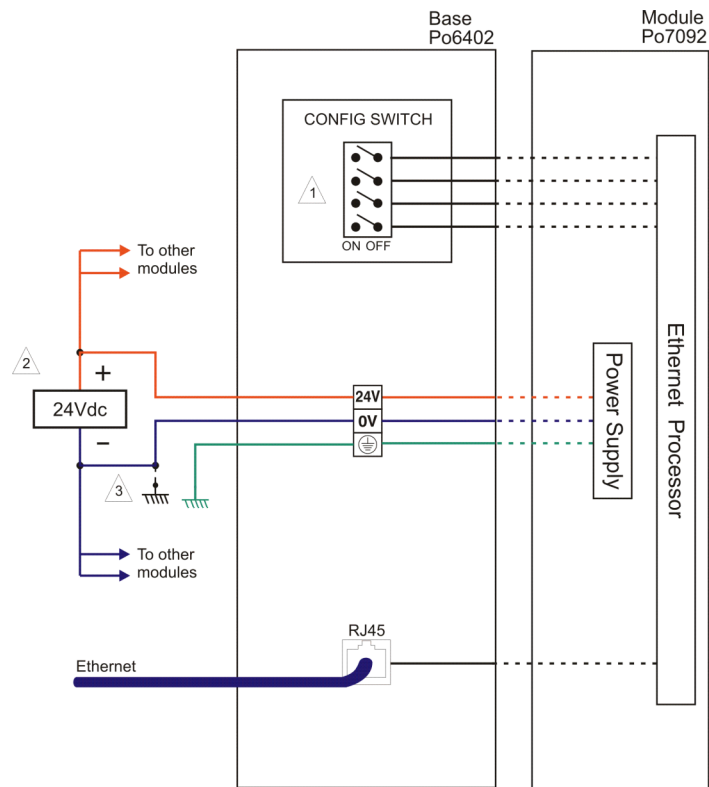 Base
Po6402
Module
Po7092
CONFIG SWITCH
1
ON OFF
To other
modules
2
+
24Vdc
−
3
24V
0V
Power Supply
Ethernet Processor
To other
modules
RJ45
Ethernet